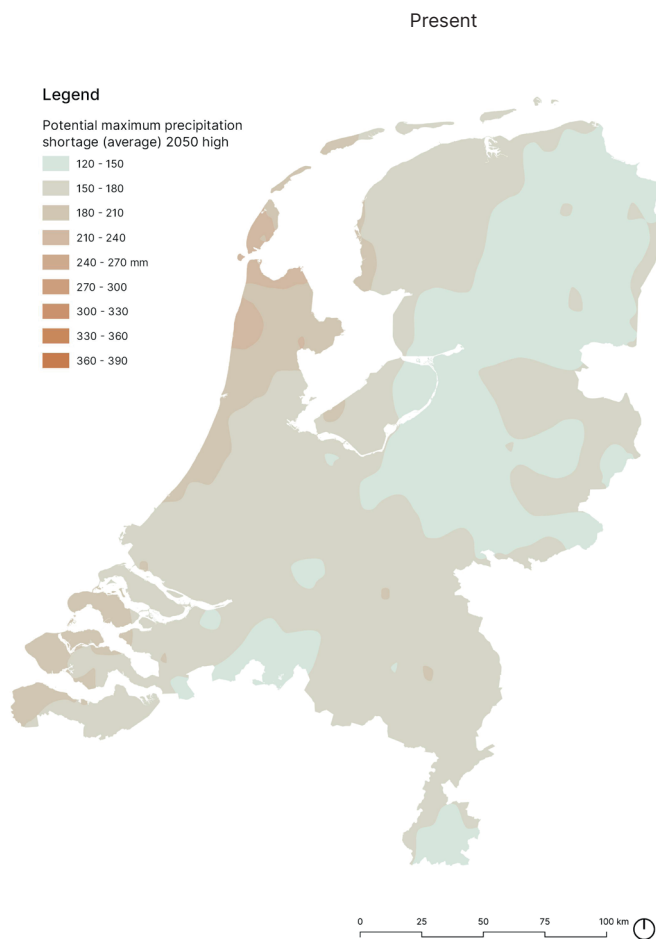 Present
Legend
Potential maximum precipitation
shortage (average) 2050 high
120 - 150
150 - 180
180 - 210
210 - 240
240 - 270 mm
270 - 300
300 - 330
330 - 360
360 - 390
0 25 50 75 100 km